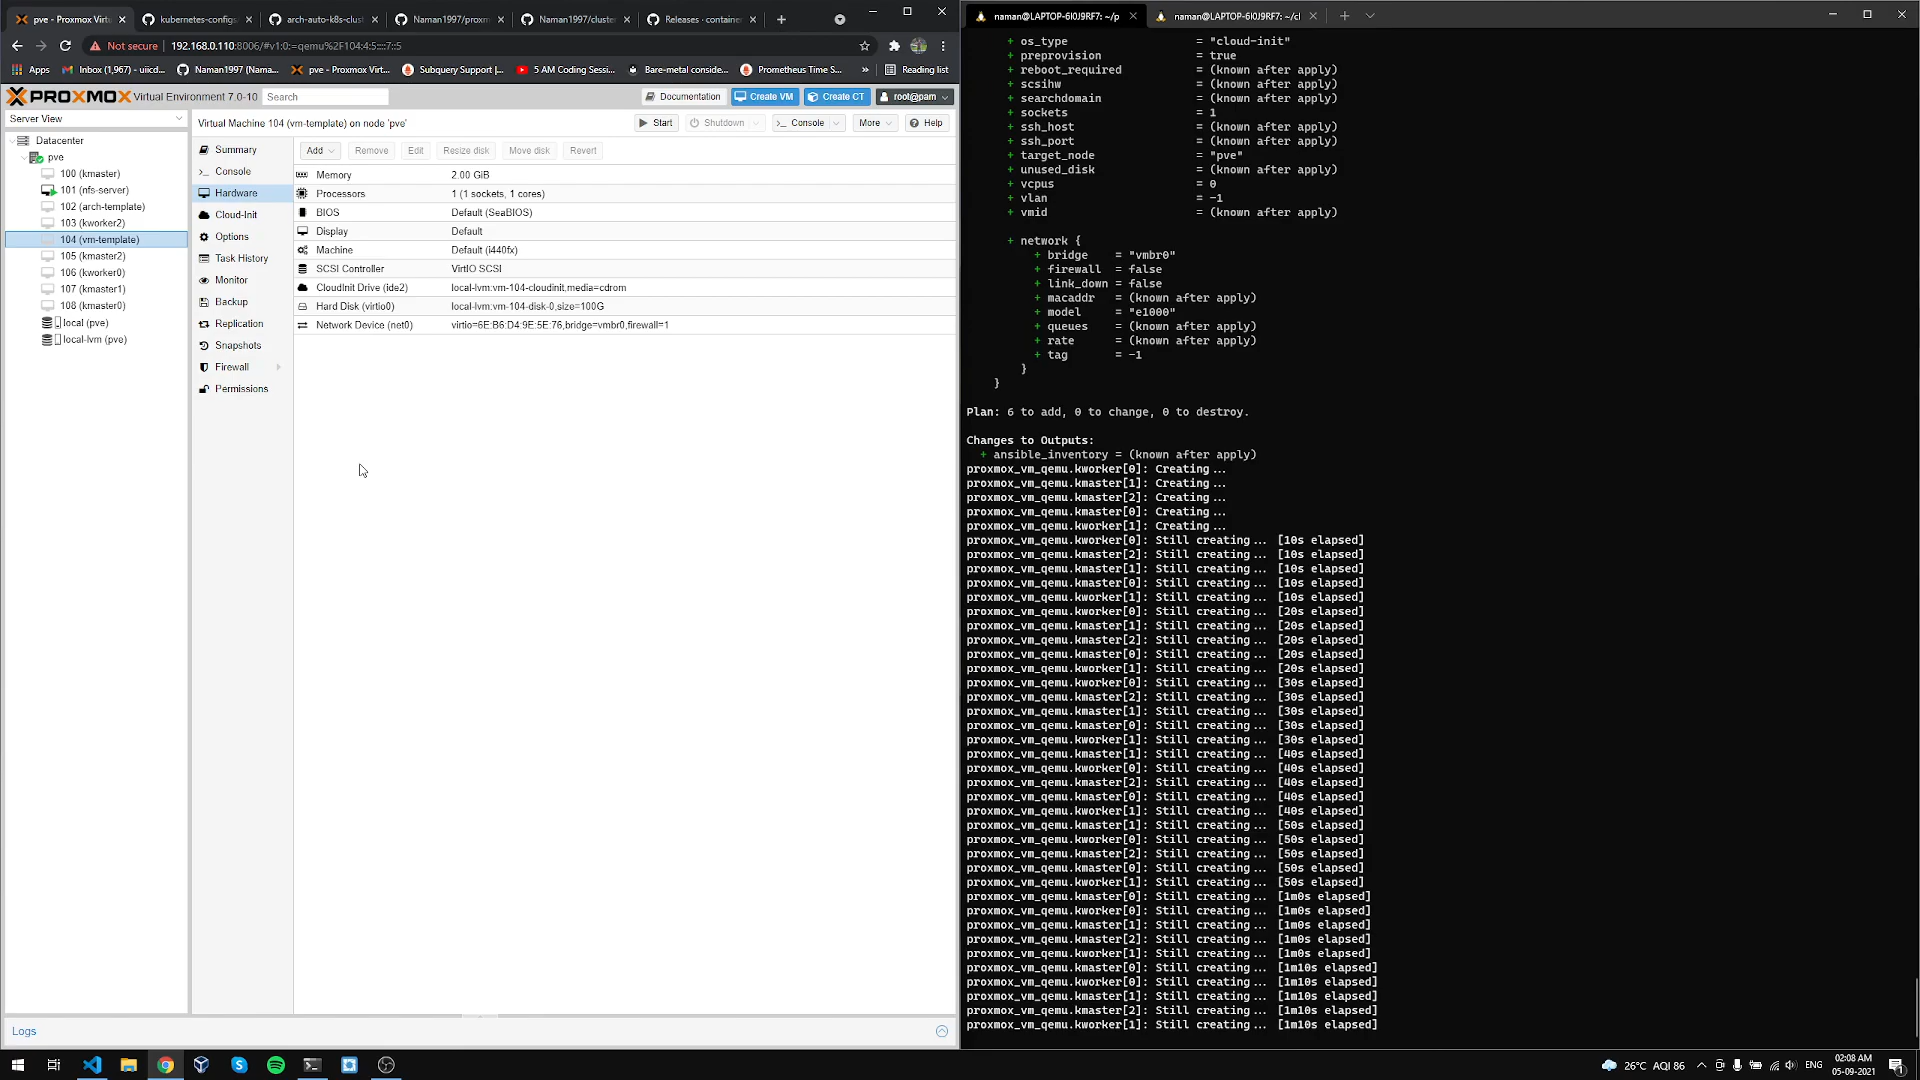 pve - Proxmox Virtu
kubernetes-configs/
arch-auto-k8s-clust
Naman1997/proxm
Naman1997/cluste
Releases · container
Not secure
192.168.0.110:8006/#v1:0:=qemu%2F104:4:5::::7::5
Apps
Inbox (1,967) - uiicd...
Naman1997 (Nama...
pve - Proxmox Virt...
Subquery Support |...
5 AM Coding Sessi...
Bare-metal conside...
Prometheus Time S...
»
Reading list
PROXMOX Virtual Environment 7.0-10
Search
Documentation
Create VM
Create CT
root@pam
Server View
Virtual Machine 104 (vm-template) on node 'pve'
Start
Shutdown
Console
More
Help
Datacenter
pve
100 (kmaster)
101 (nfs-server)
102 (arch-template)
103 (kworker2)
104 (vm-template)
105 (kmaster2)
106 (kworker0)
107 (kmaster1)
108 (kmaster0)
local (pve)
local-lvm (pve)
Summary
Console
Hardware
Cloud-Init
Options
Task History
Monitor
Backup
Replication
Snapshots
Firewall
Permissions
Add
Remove
Edit
Resize disk
Move disk
Revert
Memory 2.00 GiB
Processors 1 (1 sockets, 1 cores)
BIOS Default (SeaBIOS)
Display Default
Machine Default (i440fx)
SCSI Controller VirtIO SCSI
CloudInit Drive (ide2) local-lvm:vm-104-cloudinit,media=cdrom
Hard Disk (virtio0) local-lvm:vm-104-disk-0,size=100G
Network Device (net0) virtio=6E:B6:D4:9E:5E:76,bridge=vmbr0,firewall=1
Logs
naman@LAPTOP-6I0J9RF7: ~/p
naman@LAPTOP-6I0J9RF7: ~/cl
+ os_type = "cloud-init"
+ preprovision = true
+ reboot_required = (known after apply)
+ scsihw = (known after apply)
+ searchdomain = (known after apply)
+ sockets = 1
+ ssh_host = (known after apply)
+ ssh_port = (known after apply)
+ target_node = "pve"
+ unused_disk = (known after apply)
+ vcpus = 0
+ vlan = -1
+ vmid = (known after apply)
+ network {
+ bridge = "vmbr0"
+ firewall = false
+ link_down = false
+ macaddr = (known after apply)
+ model = "e1000"
+ queues = (known after apply)
+ rate = (known after apply)
+ tag = -1
}
}
Plan: 6 to add, 0 to change, 0 to destroy.
Changes to Outputs:
+ ansible_inventory = (known after apply)
proxmox_vm_qemu.kworker[0]: Creating...
proxmox_vm_qemu.kmaster[1]: Creating...
proxmox_vm_qemu.kmaster[2]: Creating...
proxmox_vm_qemu.kmaster[0]: Creating...
proxmox_vm_qemu.kworker[1]: Creating...
proxmox_vm_qemu.kworker[0]: Still creating... [10s elapsed]
proxmox_vm_qemu.kmaster[2]: Still creating... [10s elapsed]
proxmox_vm_qemu.kmaster[1]: Still creating... [10s elapsed]
proxmox_vm_qemu.kmaster[0]: Still creating... [10s elapsed]
proxmox_vm_qemu.kworker[1]: Still creating... [10s elapsed]
proxmox_vm_qemu.kworker[0]: Still creating... [20s elapsed]
proxmox_vm_qemu.kmaster[1]: Still creating... [20s elapsed]
proxmox_vm_qemu.kmaster[2]: Still creating... [20s elapsed]
proxmox_vm_qemu.kmaster[0]: Still creating... [20s elapsed]
proxmox_vm_qemu.kworker[1]: Still creating... [20s elapsed]
proxmox_vm_qemu.kworker[0]: Still creating... [30s elapsed]
proxmox_vm_qemu.kmaster[2]: Still creating... [30s elapsed]
proxmox_vm_qemu.kmaster[1]: Still creating... [30s elapsed]
proxmox_vm_qemu.kmaster[0]: Still creating... [30s elapsed]
proxmox_vm_qemu.kworker[1]: Still creating... [30s elapsed]
proxmox_vm_qemu.kmaster[1]: Still creating... [40s elapsed]
proxmox_vm_qemu.kworker[0]: Still creating... [40s elapsed]
proxmox_vm_qemu.kmaster[2]: Still creating... [40s elapsed]
proxmox_vm_qemu.kmaster[0]: Still creating... [40s elapsed]
proxmox_vm_qemu.kworker[1]: Still creating... [40s elapsed]
proxmox_vm_qemu.kmaster[1]: Still creating... [50s elapsed]
proxmox_vm_qemu.kworker[0]: Still creating... [50s elapsed]
proxmox_vm_qemu.kmaster[2]: Still creating... [50s elapsed]
proxmox_vm_qemu.kmaster[0]: Still creating... [50s elapsed]
proxmox_vm_qemu.kworker[1]: Still creating... [50s elapsed]
proxmox_vm_qemu.kmaster[0]: Still creating... [1m0s elapsed]
proxmox_vm_qemu.kworker[0]: Still creating... [1m0s elapsed]
proxmox_vm_qemu.kmaster[1]: Still creating... [1m0s elapsed]
proxmox_vm_qemu.kmaster[2]: Still creating... [1m0s elapsed]
proxmox_vm_qemu.kworker[1]: Still creating... [1m0s elapsed]
proxmox_vm_qemu.kmaster[0]: Still creating... [1m10s elapsed]
proxmox_vm_qemu.kworker[0]: Still creating... [1m10s elapsed]
proxmox_vm_qemu.kmaster[1]: Still creating... [1m10s elapsed]
proxmox_vm_qemu.kmaster[2]: Still creating... [1m10s elapsed]
proxmox_vm_qemu.kworker[1]: Still creating... [1m10s elapsed]
26°C AQI 86
ENG
02:08 AM
05-09-2021
1